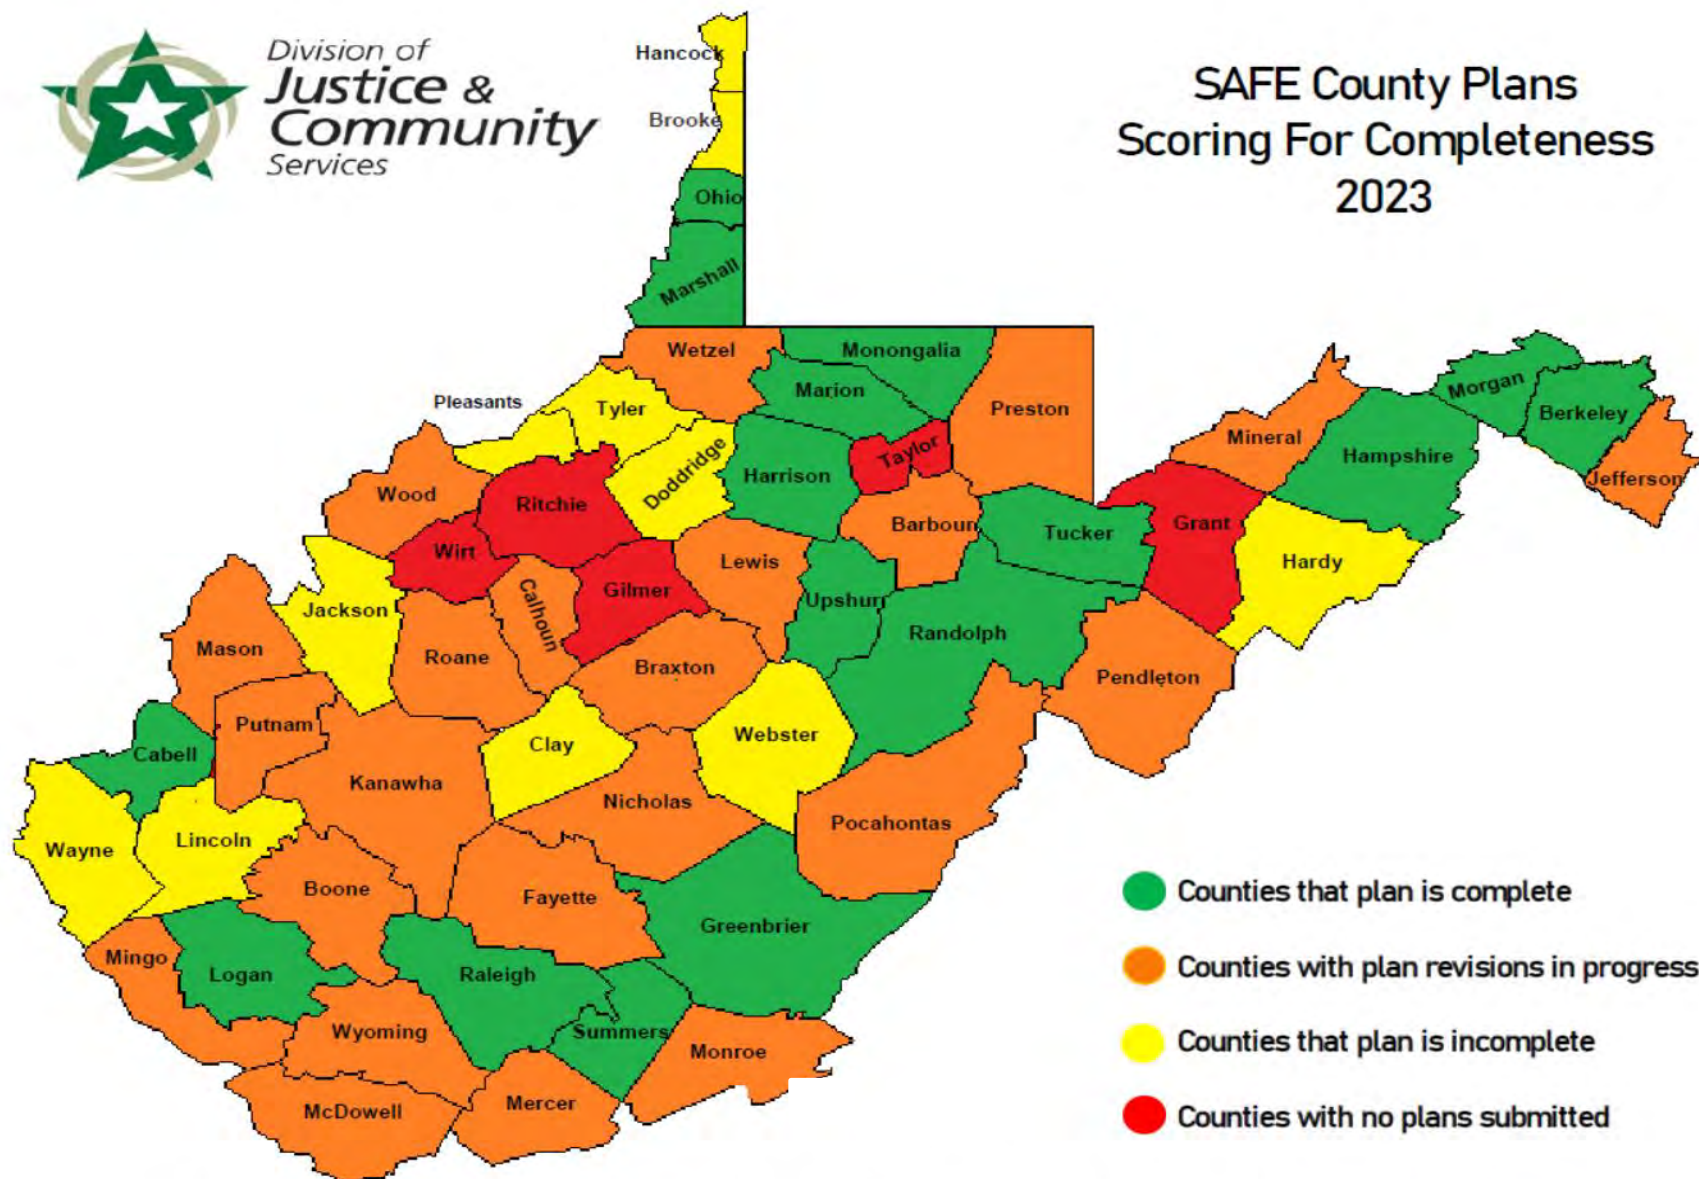 Division of
Justice &
Community
Services
SAFE County Plans
Scoring For Completeness
2023
Hancock
Brooke
Ohio
Marshall
Wetzel
Monongalia
Marion
Preston
Pleasants
Tyler
Doddridge
Harrison
Taylor
Morgan
Berkeley
Jefferson
Mineral
Hampshire
Wood
Ritchie
Wirt
Barbour
Tucker
Grant
Hardy
Lewis
Gilmer
Calhoun
Upshur
Jackson
Randolph
Mason
Roane
Braxton
Pendleton
Putnam
Cabell
Clay
Webster
Kanawha
Nicholas
Pocahontas
Wayne
Lincoln
Boone
Fayette
Greenbrier
Mingo
Logan
Raleigh
Summers
Wyoming
Monroe
McDowell
Mercer
Counties that plan is complete
Counties with plan revisions in progress
Counties that plan is incomplete
Counties with no plans submitted